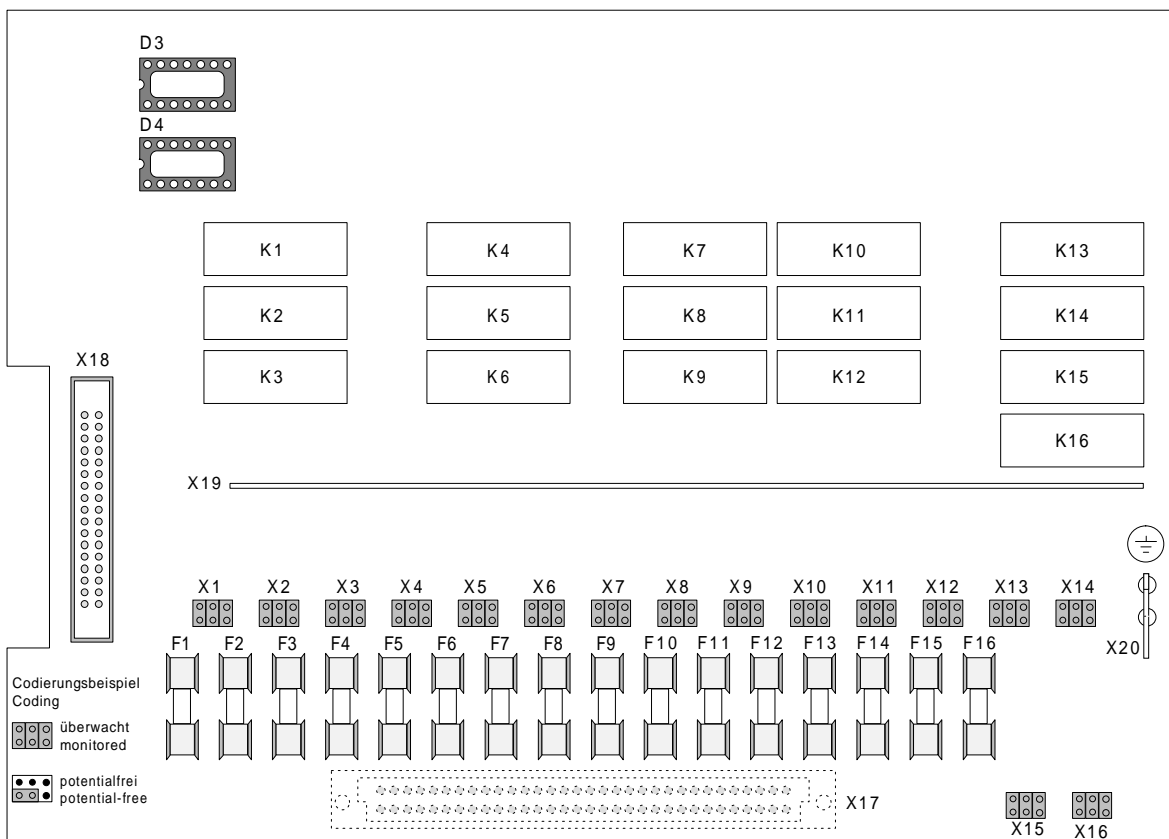 D3
D4
K1 K4 K7 K10 K13
K2 K5 K8 K11 K14
X18
K3 K6 K9 K12 K15
K16
X19
X1 X2 X3 X4 X5 X6 X7 X8 X9 X10 X11 X12 X13 X14
F1 F2 F3 F4 F5 F6 F7 F8 F9 F10 F11 F12 F13 F14 F15 F16
X20
Codierungsbeispiel
Coding
überwacht
monitored
potentialfrei
potential-free
X17
X15 X16